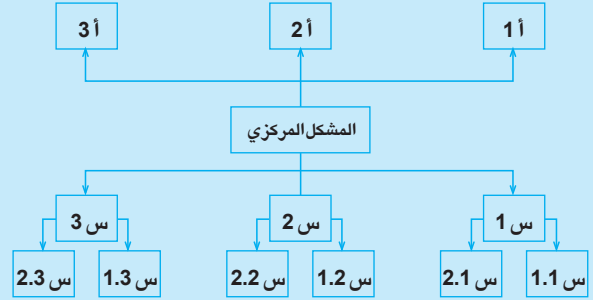 أ 1
أ 2
أ 3
المشكل المركزي
س 1
س 2
س 3
س 1.1
س 2.1
س 1.2
س 2.2
س 1.3
س 2.3